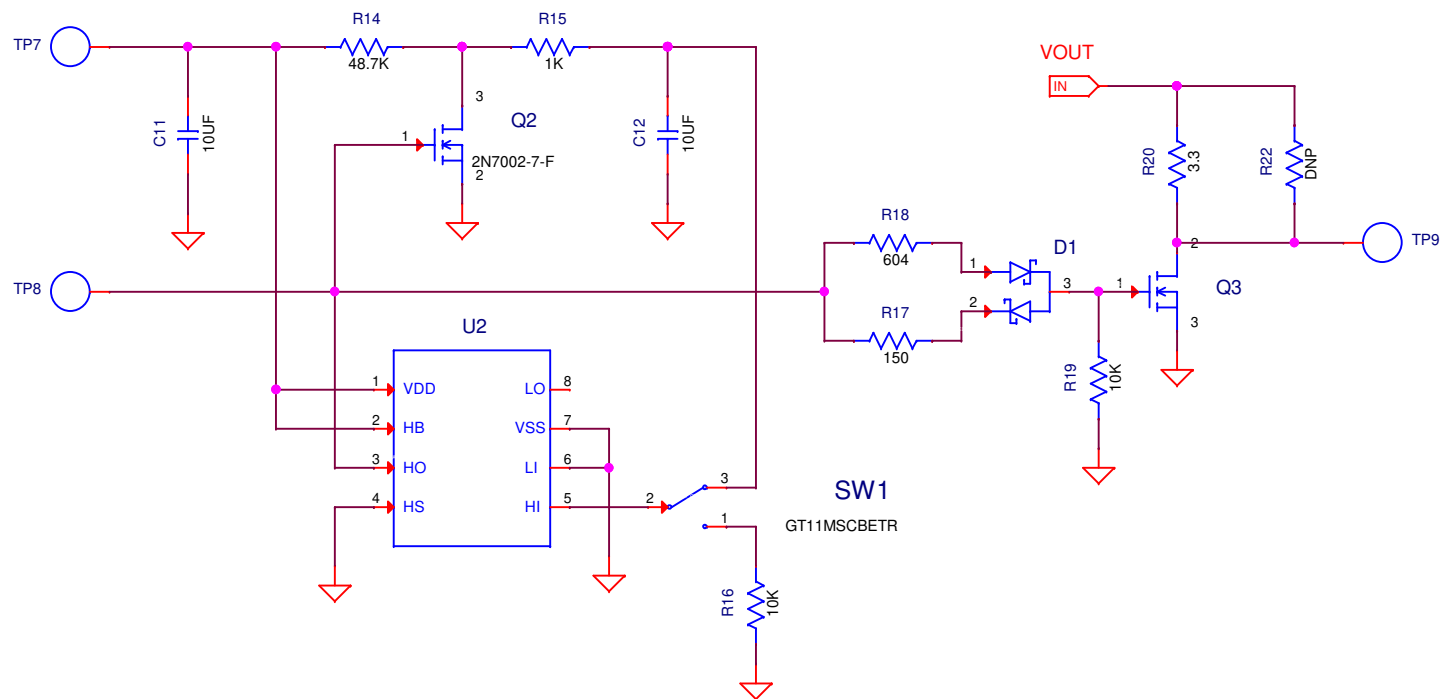 R14
R15
TP7
48.7K
1K
VOUT
IN
C11
10UF
3
Q2
1
2N7002-7-F
2
C12
10UF
R20
3.3
R22
DNP
R18
604
D1
1
2
TP9
TP8
3
1
Q3
2
R17
150
3
U2
R19
10K
1 VDD LO 8
2 HB VSS 7
3 HO LI 6
4 HS HI 5
2
3
1
SW1
GT11MSCBETR
R16
10K